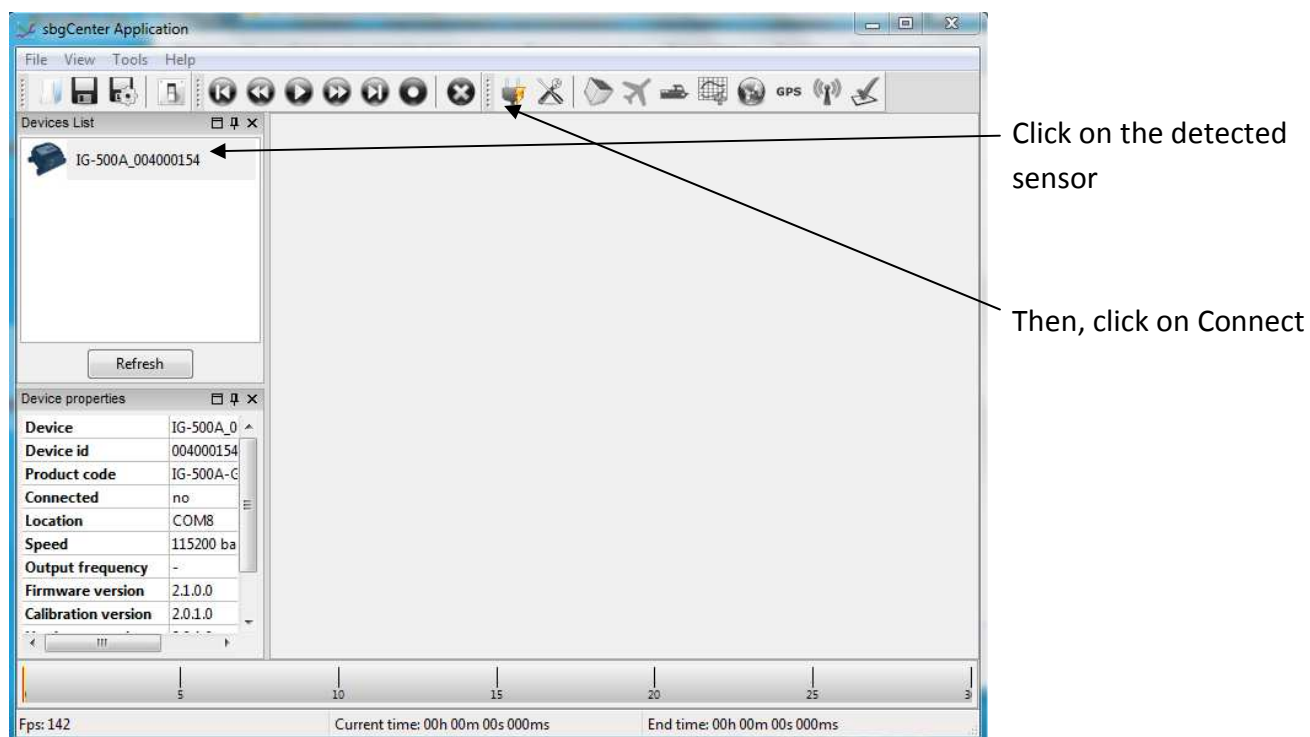 sbgCenter Application
File View Tools Help
GPS
Devices List
IG-500A_004000154
Click on the detected
sensor
Then, click on Connect
Refresh
Device properties
Device IG-500A_0
Device id 004000154
Product code IG-500A-G
Connected no
Location COM8
Speed 115200 ba
Output frequency -
Firmware version 2.1.0.0
Calibration version 2.0.1.0
5 10 15 20 25 3
Fps: 142 Current time: 00h 00m 00s 000ms End time: 00h 00m 00s 000ms